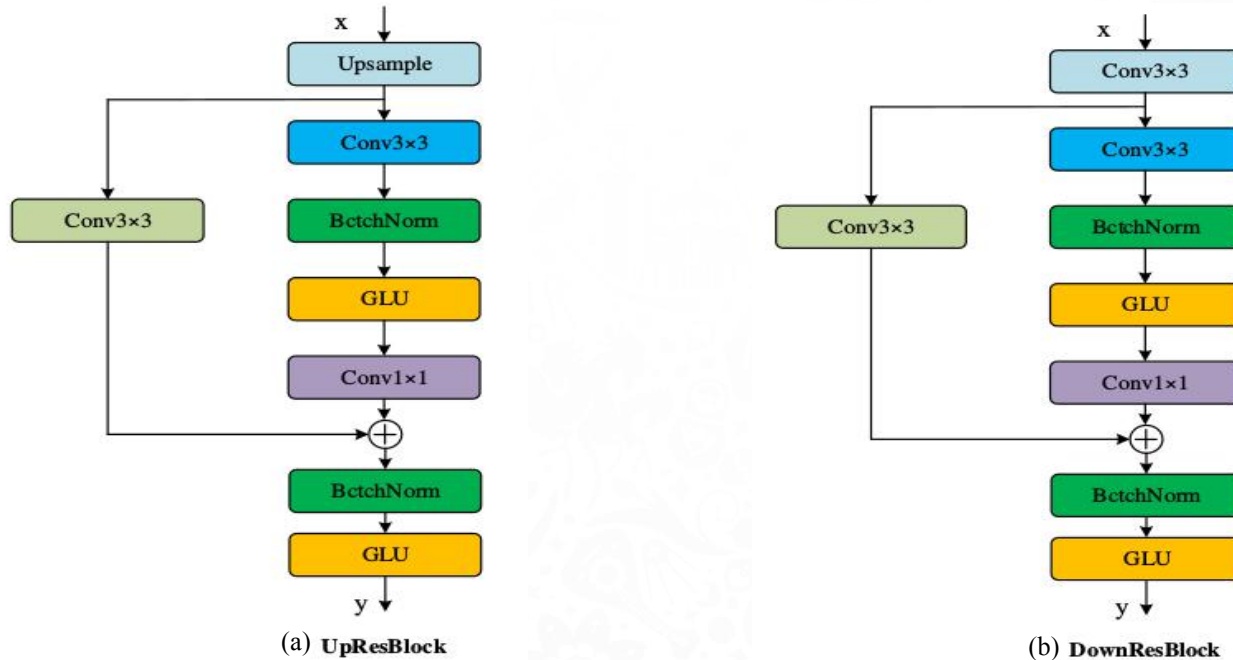 x
Upsample
Conv3×3
Conv3×3
BctchNorm
GLU
Conv1×1
BctchNorm
GLU
y
(a) UpResBlock
x
Conv3×3
Conv3×3
Conv3×3
BctchNorm
GLU
Conv1×1
BctchNorm
GLU
y
(b) DownResBlock